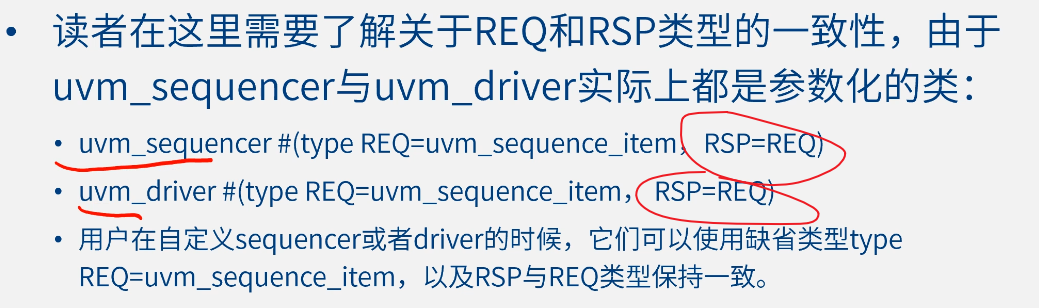 • 读者在这里需要了解关于REQ和RSP类型的一致性，由于
uvm_sequencer与uvm_driver实际上都是参数化的类：
• uvm_sequencer #(type REQ=uvm_sequence_item, RSP=REQ)
• uvm_driver #(type REQ=uvm_sequence_item， RSP=REQ)
• 用户在自定义sequencer或者driver的时候，它们可以使用缺省类型type
REQ=uvm_sequence_item，以及RSP与REQ类型保持一致。